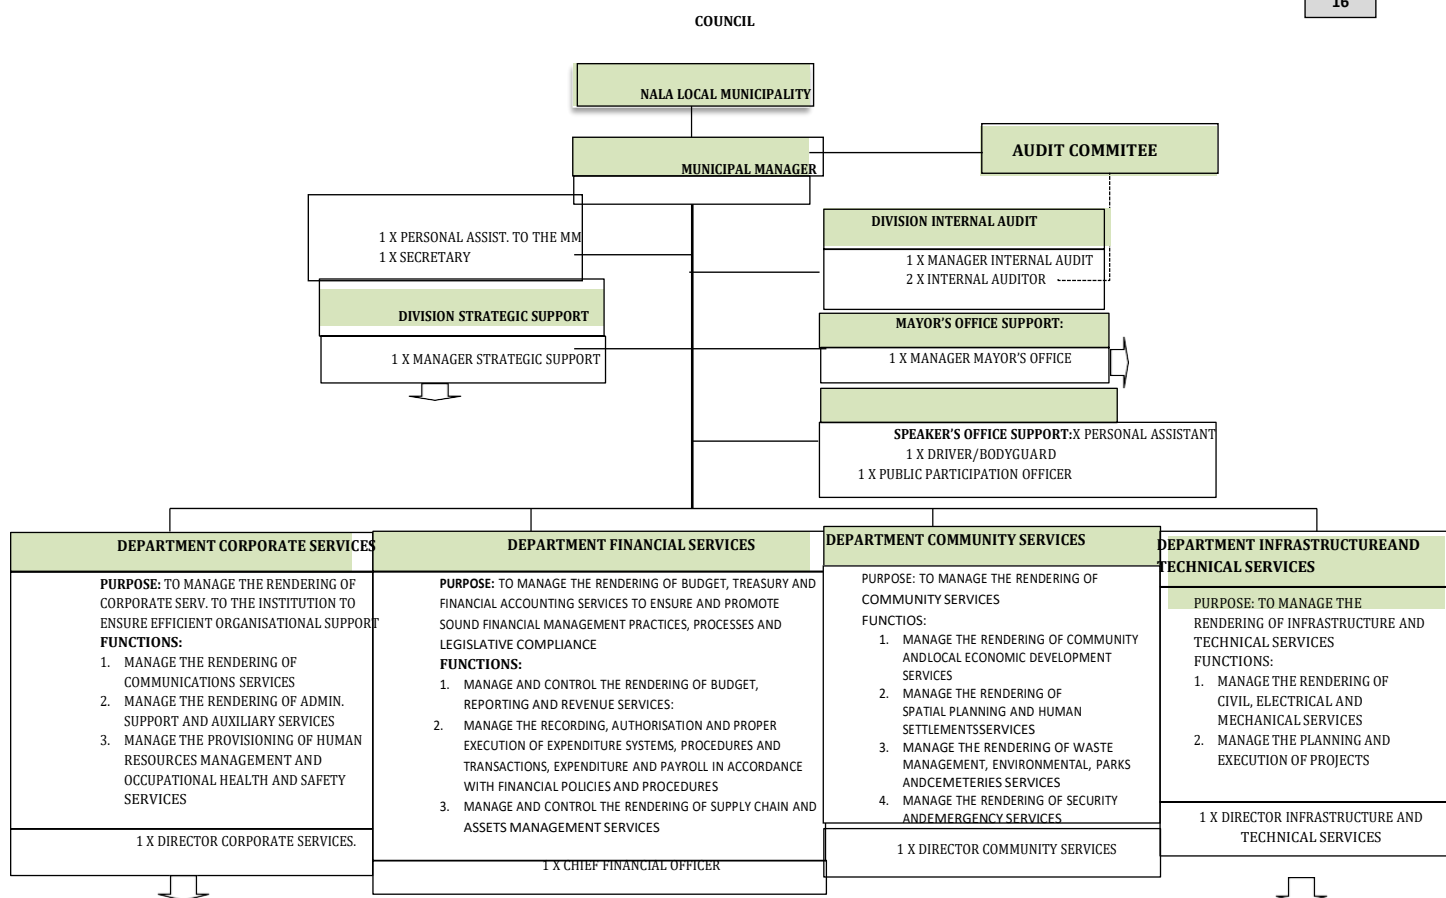 16
COUNCIL
NALA LOCAL MUNICIPALITY
MUNICIPAL MANAGER
AUDIT COMMITEE
1 X PERSONAL ASSIST. TO THE MM
1 X SECRETARY
DIVISION INTERNAL AUDIT
1 X MANAGER INTERNAL AUDIT
2 X INTERNAL AUDITOR
DIVISION STRATEGIC SUPPORT
1 X MANAGER STRATEGIC SUPPORT
MAYOR'S OFFICE SUPPORT:
1 X MANAGER MAYOR'S OFFICE
SPEAKER'S OFFICE SUPPORT:X PERSONAL ASSISTANT
1 X DRIVER/BODYGUARD
1 X PUBLIC PARTICIPATION OFFICER
DEPARTMENT CORPORATE SERVICES
PURPOSE: TO MANAGE THE RENDERING OF
CORPORATE SERV. TO THE INSTITUTION TO
ENSURE EFFICIENT ORGANISATIONAL SUPPORT
FUNCTIONS:
1. MANAGE THE RENDERING OF
COMMUNICATIONS SERVICES
2. MANAGE THE RENDERING OF ADMIN.
SUPPORT AND AUXILIARY SERVICES
3. MANAGE THE PROVISIONING OF HUMAN
RESOURCES MANAGEMENT AND
OCCUPATIONAL HEALTH AND SAFETY
SERVICES
1 X DIRECTOR CORPORATE SERVICES.
DEPARTMENT FINANCIAL SERVICES
PURPOSE: TO MANAGE THE RENDERING OF BUDGET, TREASURY AND
FINANCIAL ACCOUNTING SERVICES TO ENSURE AND PROMOTE
SOUND FINANCIAL MANAGEMENT PRACTICES, PROCESSES AND
LEGISLATIVE COMPLIANCE
FUNCTIONS:
1. MANAGE AND CONTROL THE RENDERING OF BUDGET,
REPORTING AND REVENUE SERVICES:
2. MANAGE THE RECORDING, AUTHORISATION AND PROPER
EXECUTION OF EXPENDITURE SYSTEMS, PROCEDURES AND
TRANSACTIONS, EXPENDITURE AND PAYROLL IN ACCORDANCE
WITH FINANCIAL POLICIES AND PROCEDURES
3. MANAGE AND CONTROL THE RENDERING OF SUPPLY CHAIN AND
ASSETS MANAGEMENT SERVICES
1 X CHIEF FINANCIAL OFFICER
DEPARTMENT COMMUNITY SERVICES
PURPOSE: TO MANAGE THE RENDERING OF
COMMUNITY SERVICES
FUNCTIOS:
1. MANAGE THE RENDERING OF COMMUNITY
ANDLOCAL ECONOMIC DEVELOPMENT
SERVICES
2. MANAGE THE RENDERING OF
SPATIAL PLANNING AND HUMAN
SETTLEMENTSSERVICES
3. MANAGE THE RENDERING OF WASTE
MANAGEMENT, ENVIRONMENTAL, PARKS
ANDCEMETERIES SERVICES
4. MANAGE THE RENDERING OF SECURITY
ANDEMERGENCY SERVICES
1 X DIRECTOR COMMUNITY SERVICES
DEPARTMENT INFRASTRUCTUREAND
TECHNICAL SERVICES
PURPOSE: TO MANAGE THE
RENDERING OF INFRASTRUCTURE AND
TECHNICAL SERVICES
FUNCTIONS:
1. MANAGE THE RENDERING OF
CIVIL, ELECTRICAL AND
MECHANICAL SERVICES
2. MANAGE THE PLANNING AND
EXECUTION OF PROJECTS
1 X DIRECTOR INFRASTRUCTURE AND
TECHNICAL SERVICES